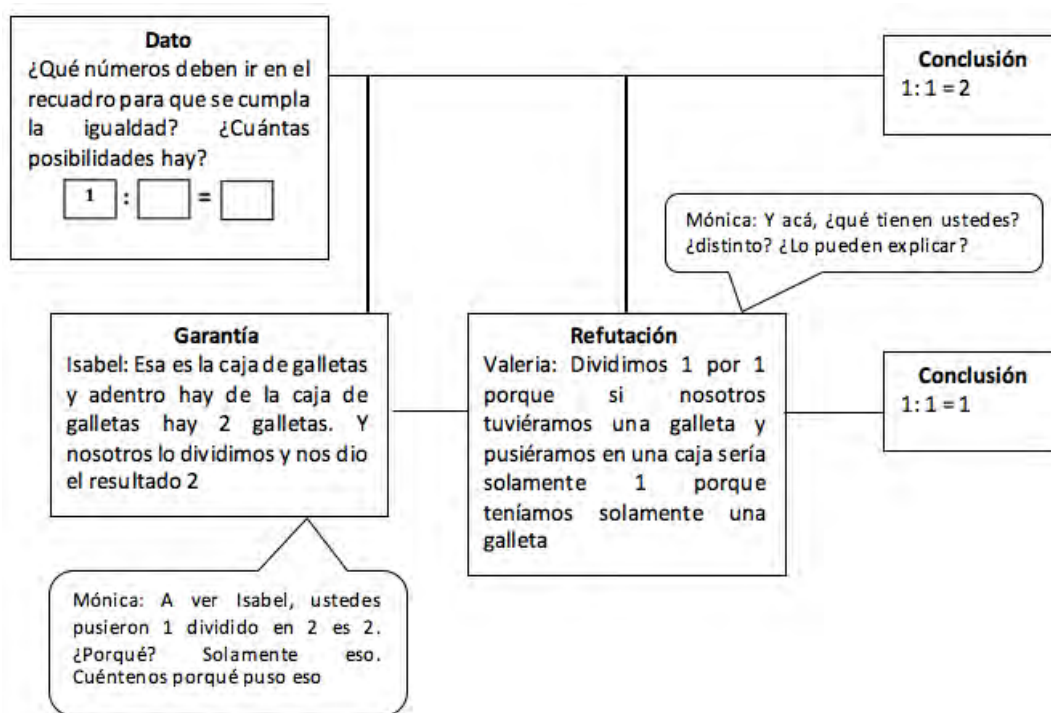 Dato
¿Qué números deben ir en el
recuadro para que se cumpla
la igualdad? ¿Cuántas
posibilidades hay?
1 : =
Conclusión
1: 1 = 2
Mónica: Y acá, ¿qué tienen ustedes?
¿distinto? ¿Lo pueden explicar?
Garantía
Isabel: Esa es la caja de galletas
y adentro hay de la caja de
galletas hay 2 galletas. Y
nosotros lo dividimos y nos dio
el resultado 2
Refutación
Valeria: Dividimos 1 por 1
porque si nosotros
tuviéramos una galleta y
pusiéramos en una caja sería
solamente 1 porque
teníamos solamente una
galleta
Conclusión
1: 1 = 1
Mónica: A ver Isabel, ustedes
pusieron 1 dividido en 2 es 2.
¿Porqué? Solamente eso.
Cuéntenos porqué puso eso